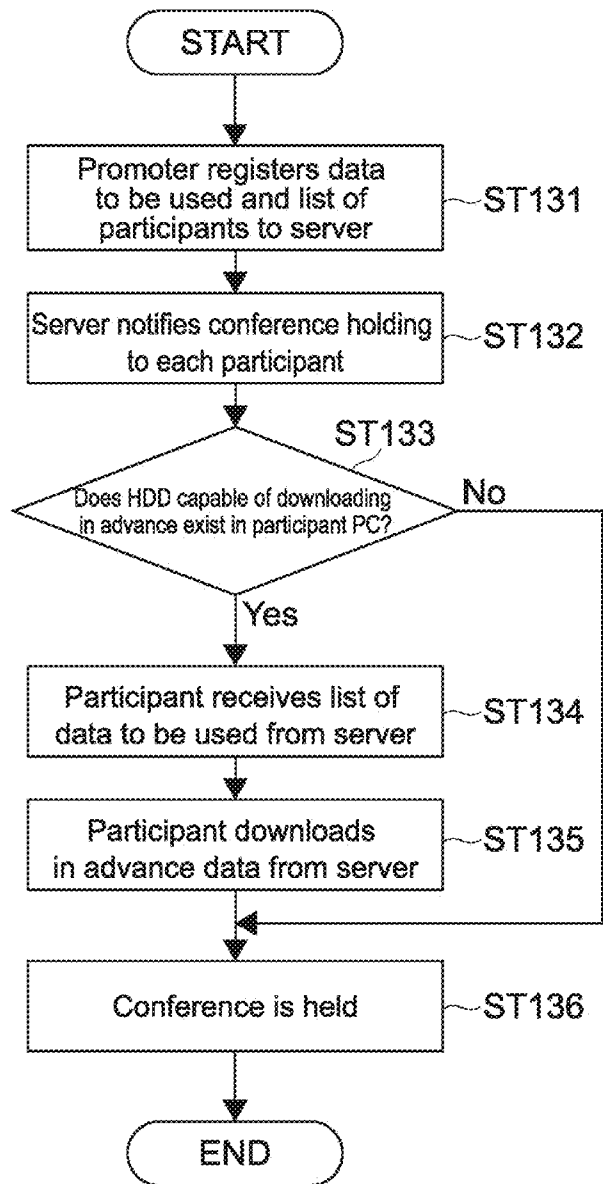 START
Promoter registers data
to be used and list of
participants to server
ST131
Server notifies conference holding
to each participant
ST132
ST133
Does HDD capable of downloading
in advance exist in participant PC?
No
Yes
Participant receives list of
data to be used from server
ST134
Participant downloads
in advance data from server
ST135
Conference is held
ST136
END